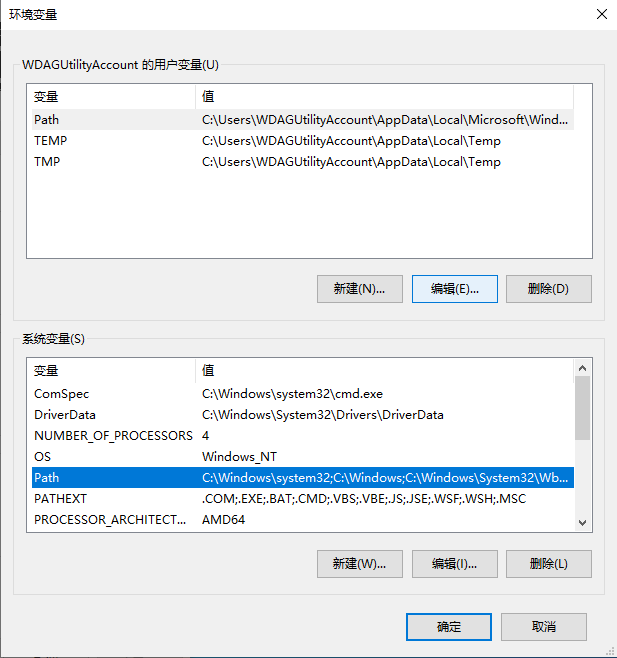 环境变量
WDAGUtilityAccount 的用户变量(U)
变量 值
Path C:\Users\WDAGUtilityAccount\AppData\Local\Microsoft\Wind...
TEMP C:\Users\WDAGUtilityAccount\AppData\Local\Temp
TMP C:\Users\WDAGUtilityAccount\AppData\Local\Temp
新建(N)... 编辑(E)... 删除(D)
系统变量(S)
变量 值
ComSpec C:\Windows\system32\cmd.exe
DriverData C:\Windows\System32\Drivers\DriverData
NUMBER_OF_PROCESSORS 4
OS Windows_NT
Path C:\Windows\system32;C:\Windows;C:\Windows\System32\Wb...
PATHEXT .COM;.EXE;.BAT;.CMD;.VBS;.VBE;.JS;.JSE;.WSF;.WSH;.MSC
PROCESSOR_ARCHITECT... AMD64
新建(W)... 编辑(I)... 删除(L)
确定 取消